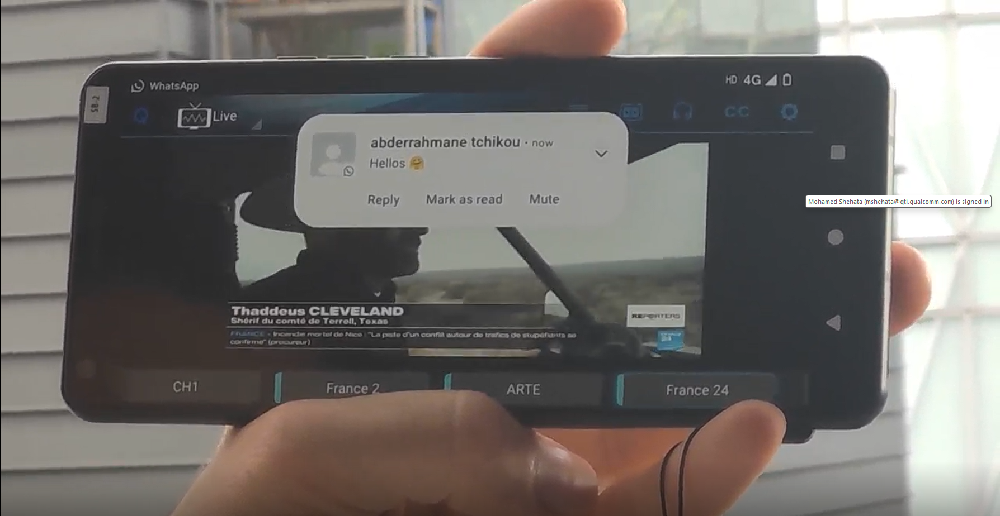 SB-2
WhatsApp
HD 4G
Live
CC
abderrahmane tchikou · now
Hellos 🤗
Reply Mark as read Mute
Mohamed Shehata (mshehata@qti.qualcomm.com) is signed in
Thaddeus CLEVELAND
Shérif du comté de Terrell, Texas
REPORTERS
FRANCE - Incendie mortel de Nice : "La piste d'un conflit autour de trafics de stupéfiants se
confirme" (procureur)
CH1 France 2 ARTE France 24